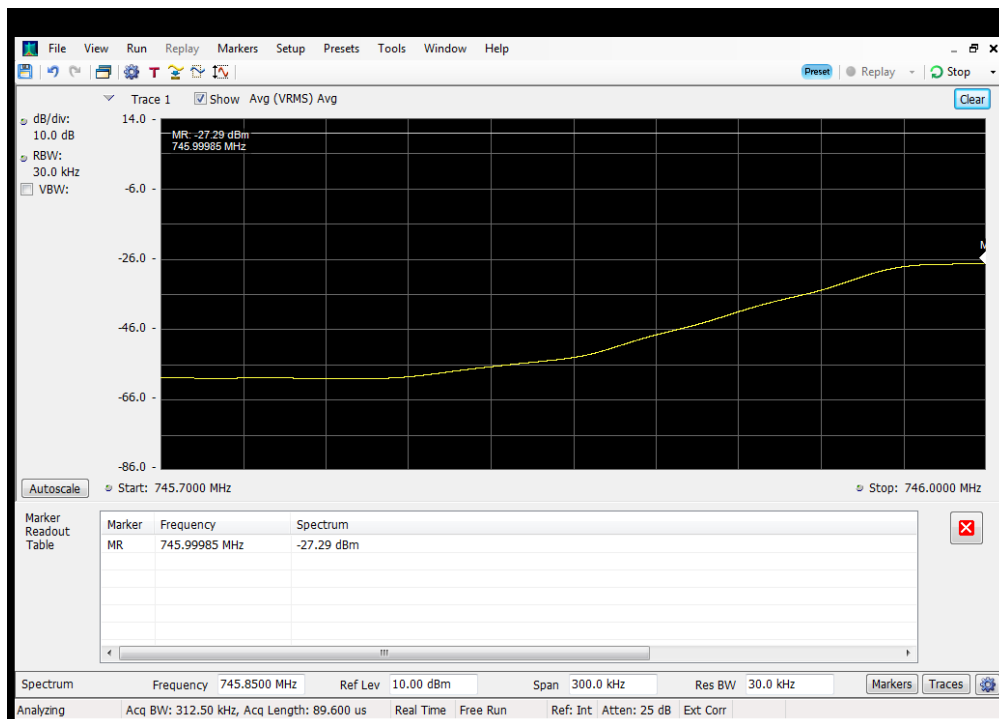 File View Run Replay Markers Setup Presets Tools Window Help
T Preset Replay Stop
Trace 1 Show Avg (VRMS) Avg Clear
dB/div:
10.0 dB
RBW:
30.0 kHz
VBW:
14.0 -
-6.0 -
-26.0 -
-46.0 -
-66.0 -
-86.0 -
MR: -27.29 dBm
745.99985 MHz
M
Autoscale Start: 745.7000 MHz Stop: 746.0000 MHz
Marker
Readout
Table
Marker Frequency Spectrum
MR 745.99985 MHz -27.29 dBm
Spectrum Frequency 745.8500 MHz Ref Lev 10.00 dBm Span 300.0 kHz Res BW 30.0 kHz Markers Traces
Analyzing Acq BW: 312.50 kHz, Acq Length: 89.600 us Real Time Free Run Ref: Int Atten: 25 dB Ext Corr